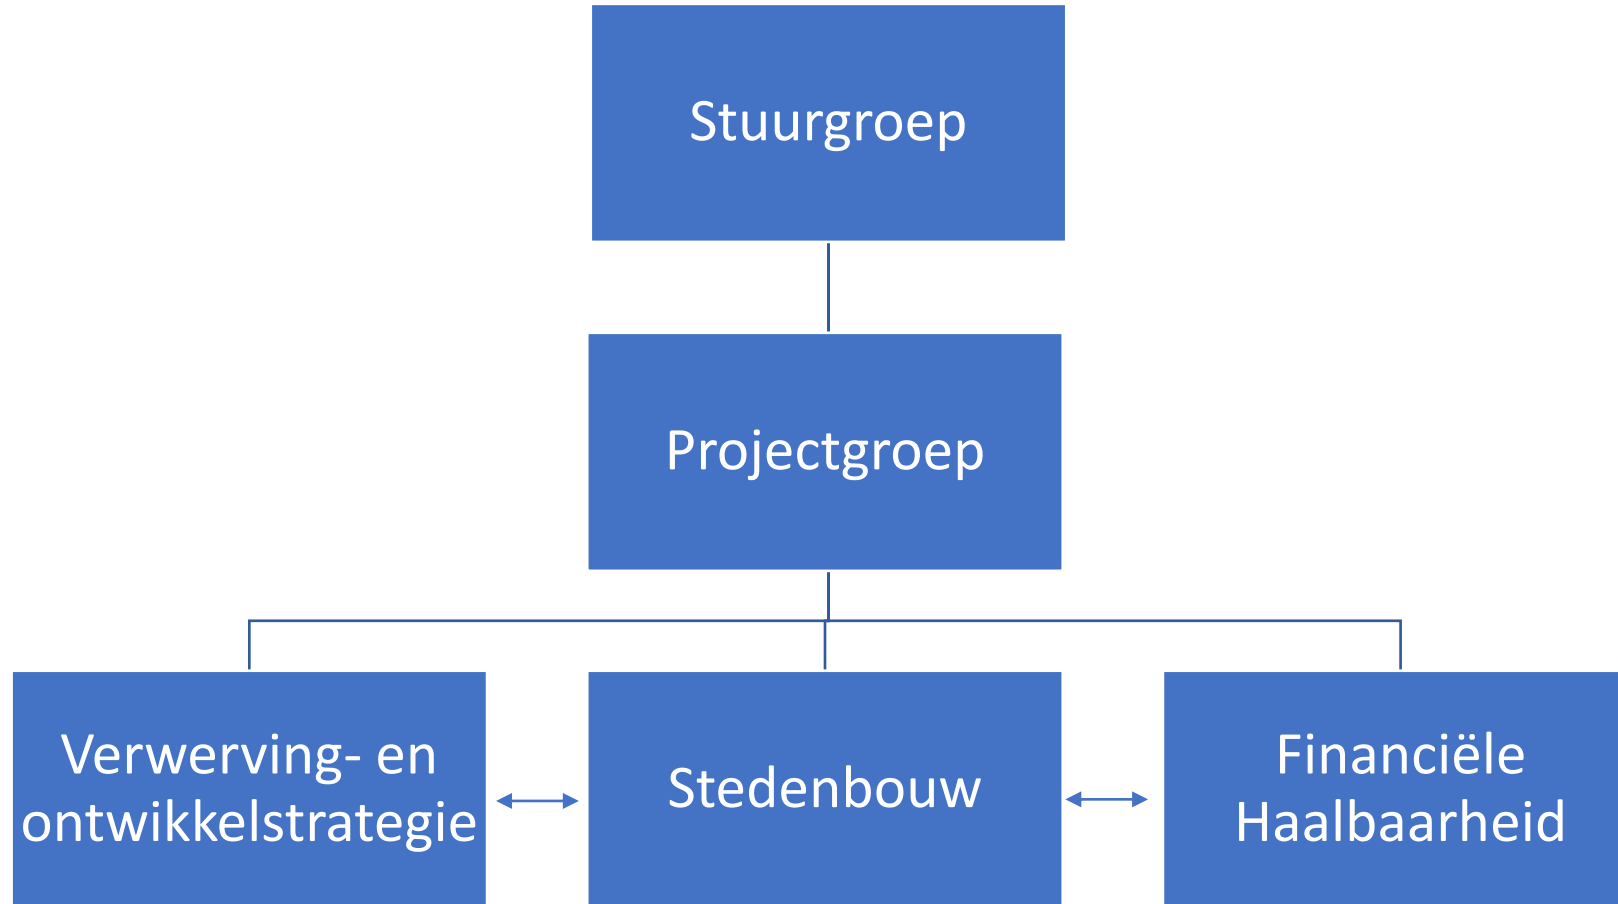 Stuurgroep
Projectgroep
Verwerving- en
ontwikkelstrategie
Stedenbouw
Financiële
Haalbaarheid